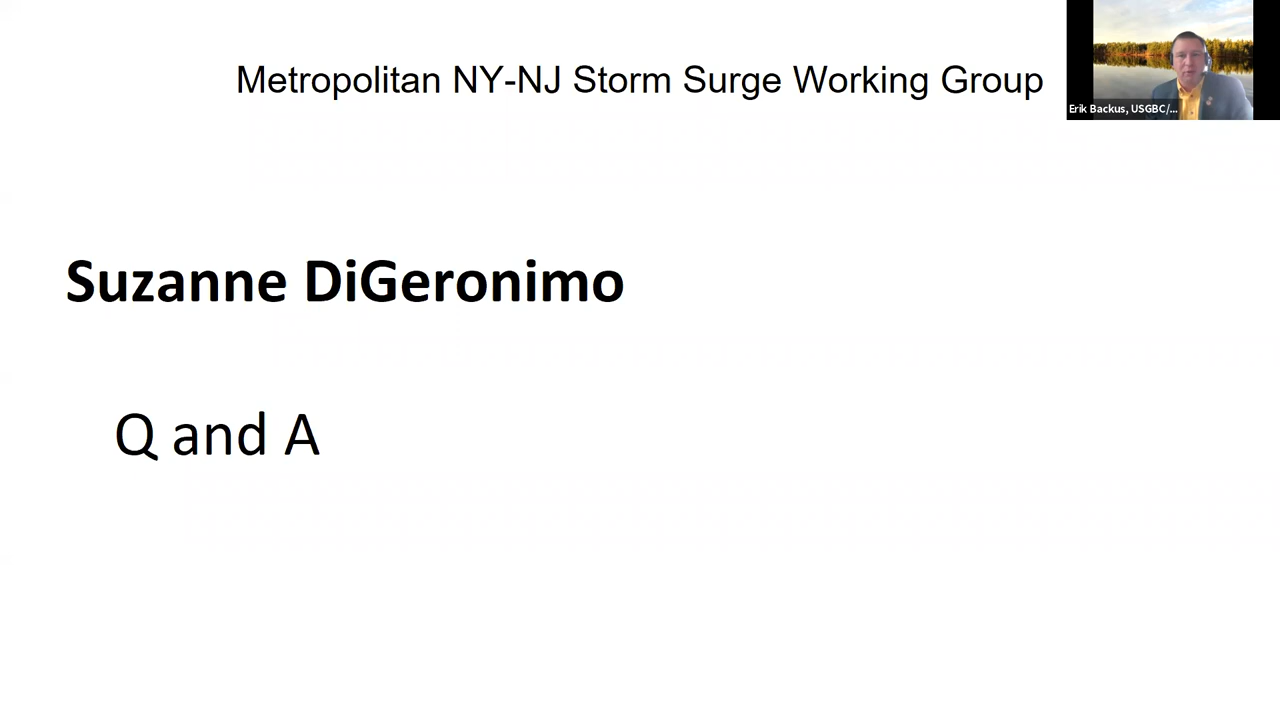 Metropolitan NY-NJ Storm Surge Working Group
Erik Backus, USGBC/...
Suzanne DiGeronimo
Q and A